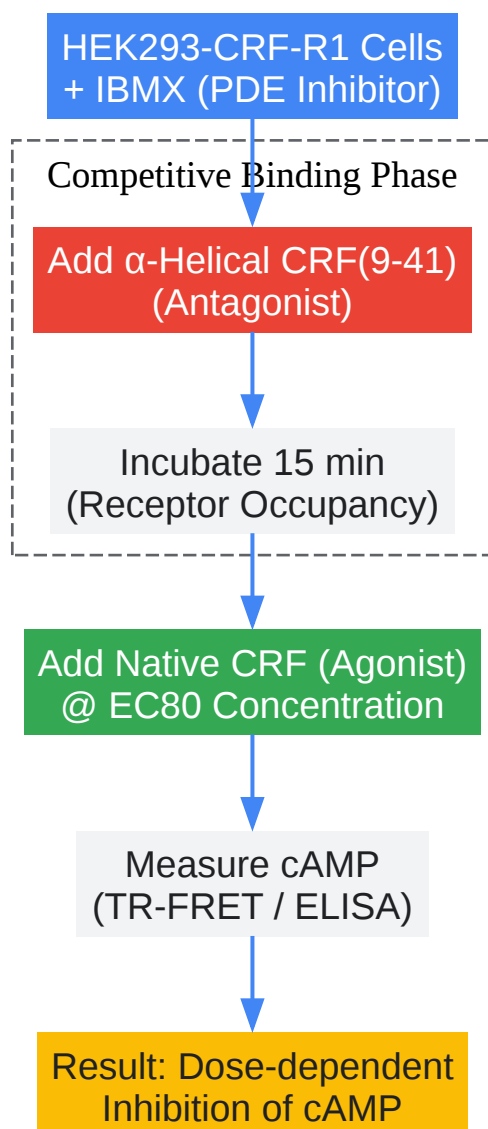 HEK293-CRF-R1 Cells
+ IBMX (PDE Inhibitor)
Competitive Binding Phase
Add α-Helical CRF(9-41)
(Antagonist)
Incubate 15 min
(Receptor Occupancy)
Add Native CRF (Agonist)
@ EC80 Concentration
Measure cAMP
(TR-FRET / ELISA)
Result: Dose-dependent
Inhibition of cAMP